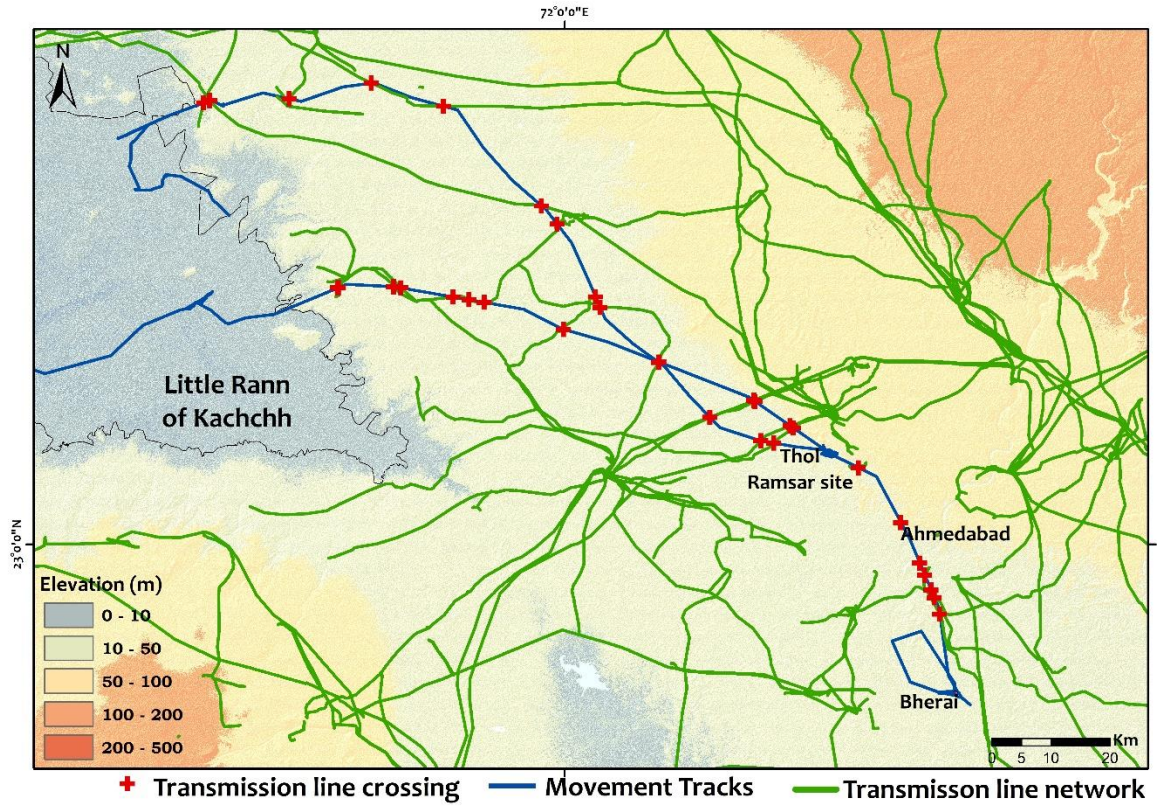 72°0'0"E
N
Little Rann
of Kachchh
Thol
Ramsar site
23°0'0"N
Ahmedabad
Elevation (m)
0 - 10
10 - 50
50 - 100
100 - 200
200 - 500
Bherai
Km
0 5 10 20
Transmission line crossing
Movement Tracks
Transmisson line network